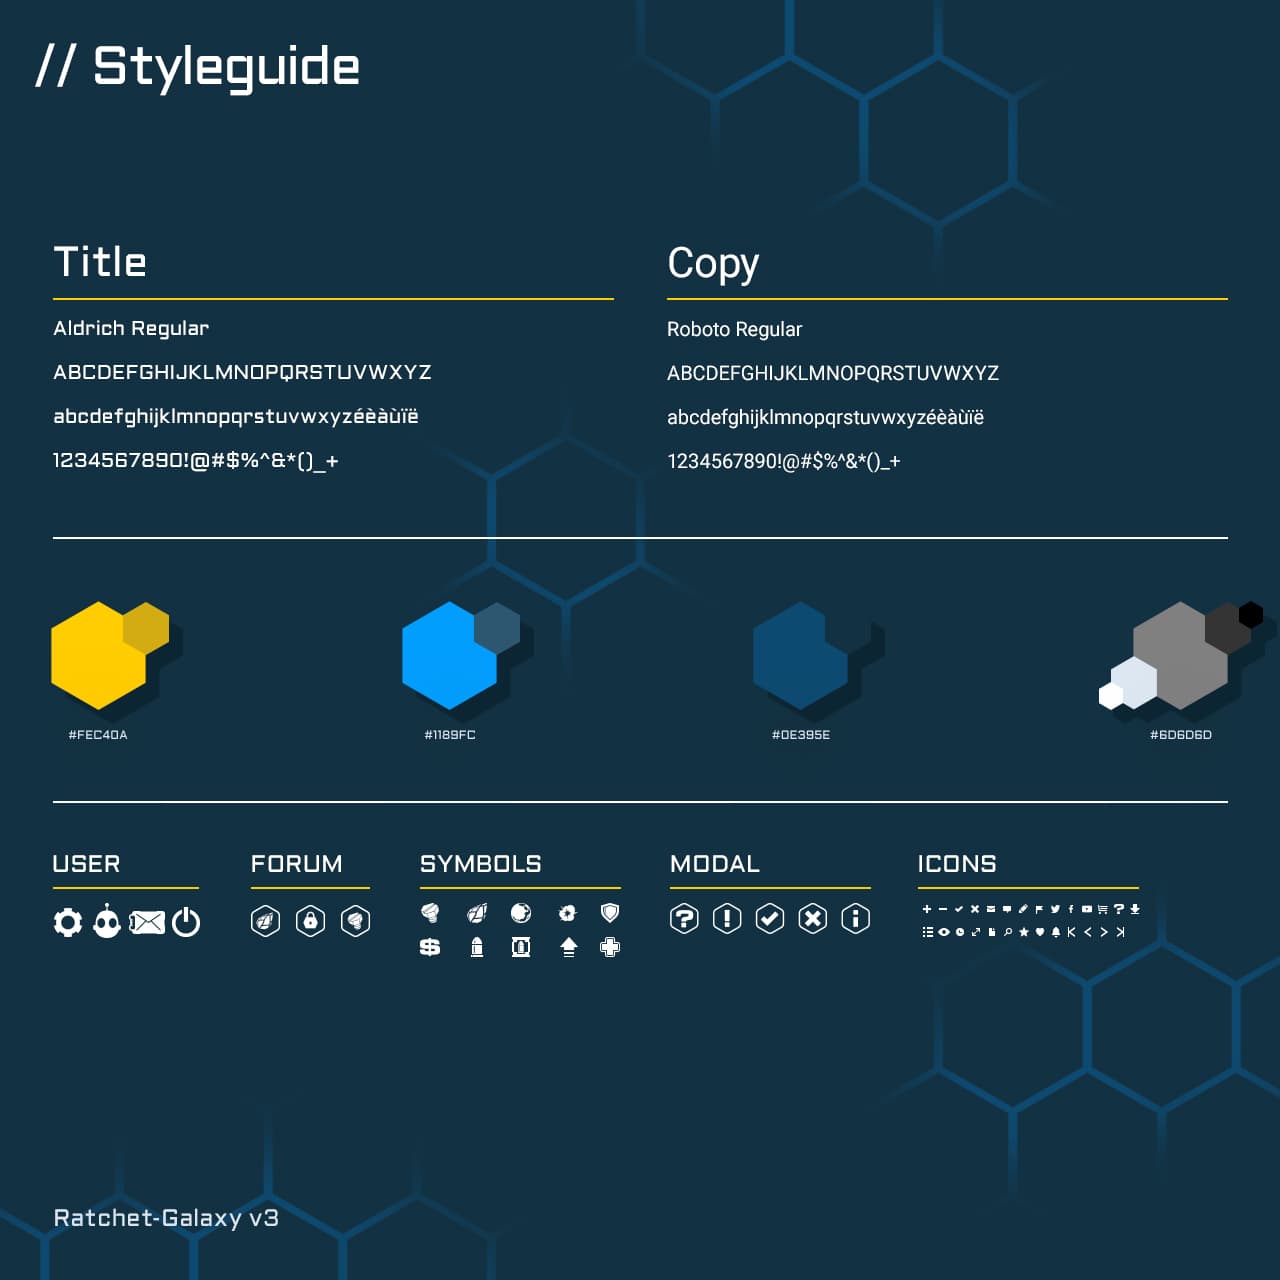 // Styleguide
Title
Copy
Aldrich Regular
Roboto Regular
ABCDEFGHIJKLMNOPQRSTUVWXYZ
ABCDEFGHIJKLMNOPQRSTUVWXYZ
abcdefghijklmnopqrstuvwxyzéèàùïë
abcdefghijklmnopqrstuvwxyzéèàùïë
1234567890!@#$%^&*()_+
1234567890!@#$%^&*()_+
#FEC40A
#1189FC
#0E395E
#6D6D6D
USER
FORUM
SYMBOLS
MODAL
ICONS
Ratchet-Galaxy v3